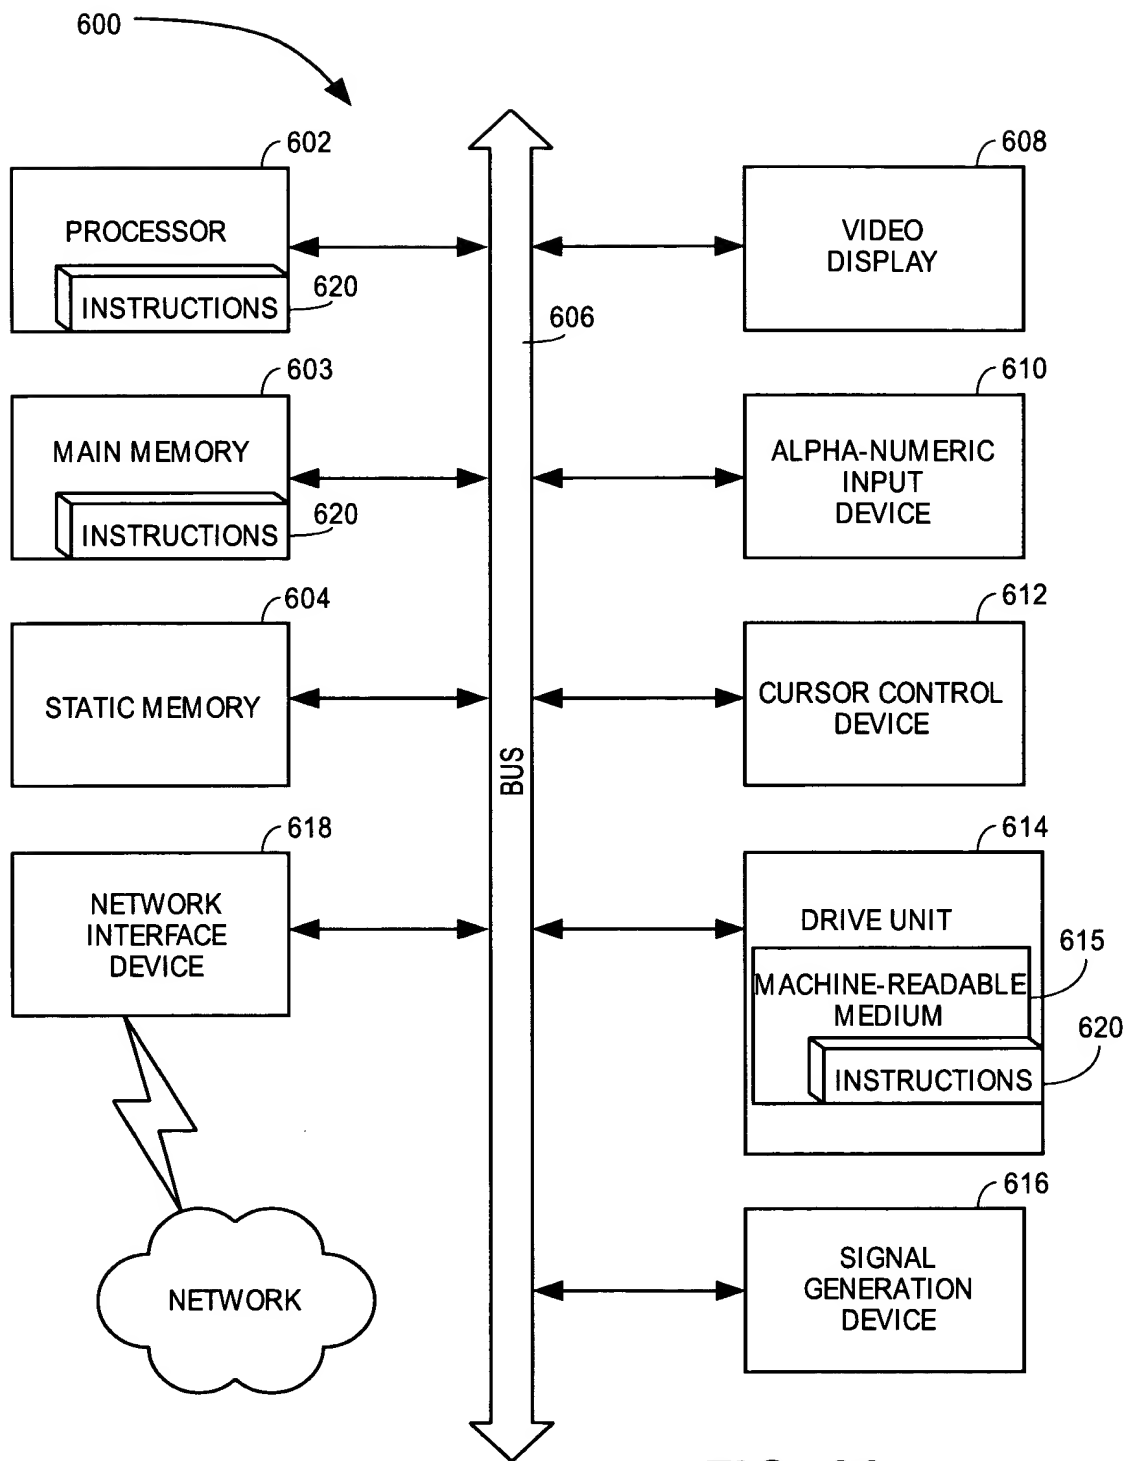 600
602
PROCESSOR
INSTRUCTIONS
620
603
MAIN MEMORY
INSTRUCTIONS
620
604
STATIC MEMORY
618
NETWORK
INTERFACE
DEVICE
NETWORK
606
BUS
608
VIDEO
DISPLAY
610
ALPHA-NUMERIC
INPUT
DEVICE
612
CURSOR CONTROL
DEVICE
614
DRIVE UNIT
615
MACHINE-READABLE
MEDIUM
620
INSTRUCTIONS
616
SIGNAL
GENERATION
DEVICE